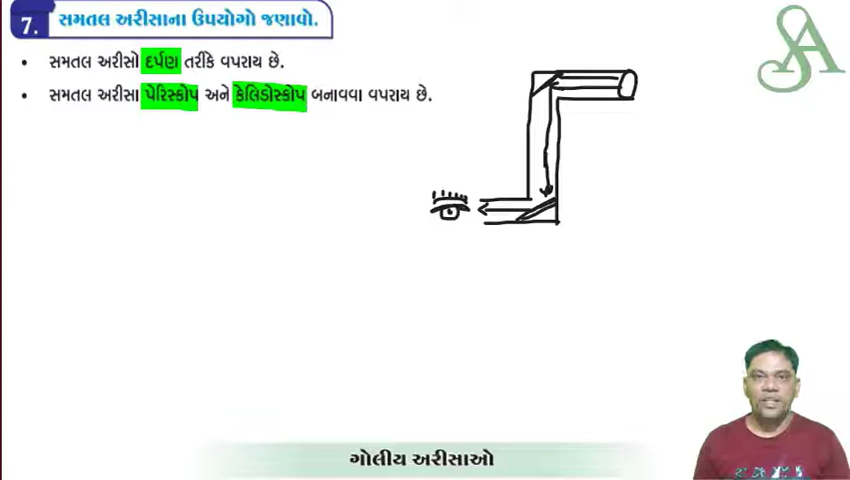 7. સમતલ અરીસાના ઉપયોગો જણાવો.
• સમતલ અરીસો દર્પણ તરીકે વપરાય છે.
• સમતલ અરીસા પેરિસ્કોપ અને કેલિડોસ્કોપ બનાવવા વપરાય છે.
ગોલીય અરીસાઓ